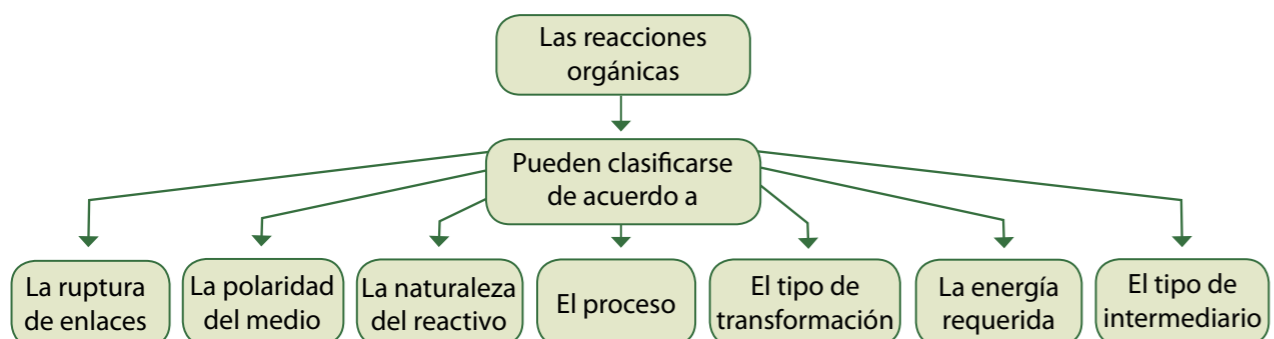 Las reacciones
orgánicas
Pueden clasificarse
de acuerdo a
La ruptura
de enlaces
La polaridad
del medio
La naturaleza
del reactivo
El proceso
El tipo de
transformación
La energía
requerida
El tipo de
intermediario